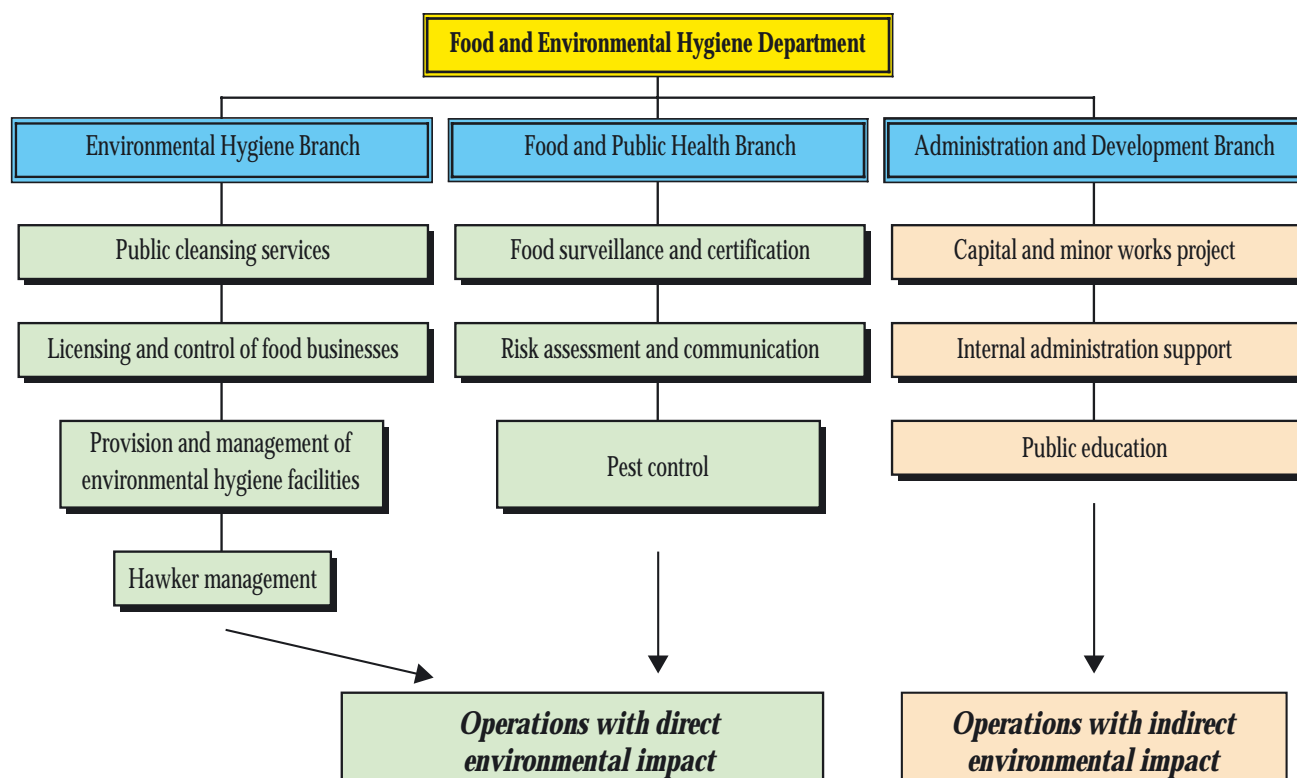 Food and Environmental Hygiene Department
Environmental Hygiene Branch
Food and Public Health Branch
Administration and Development Branch
Public cleansing services
Food surveillance and certification
Capital and minor works project
Licensing and control of food businesses
Risk assessment and communication
Internal administration support
Provision and management of
environmental hygiene facilities
Pest control
Public education
Hawker management
Operations with direct
environmental impact
Operations with indirect
environmental impact